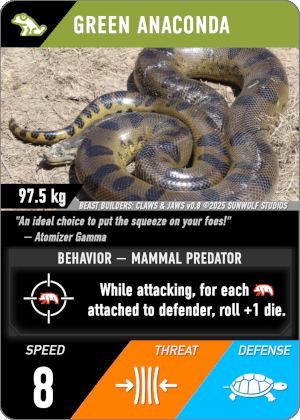 GREEN ANACONDA
97.5 kg
BEAST BUILDERS: CLAWS & JAWS v0.8 ©2025 SUNWOLF STUDIOS
"An ideal choice to put the squeeze on your foes!"
— Atomizer Gamma
BEHAVIOR — MAMMAL PREDATOR
While attacking, for each
attached to defender, roll +1 die.
SPEED THREAT DEFENSE
8